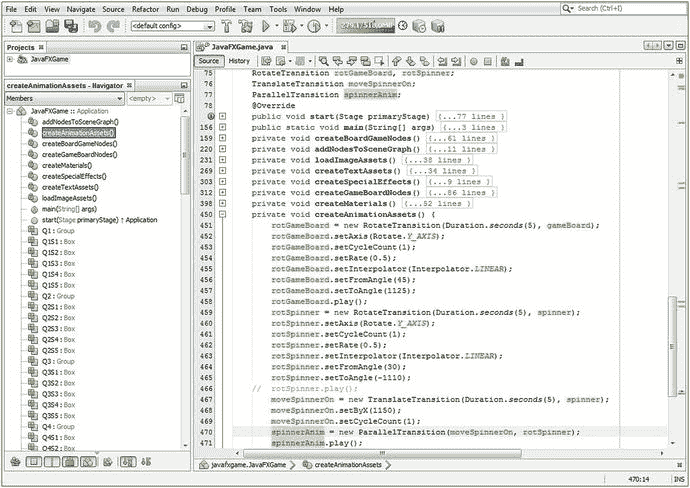 File Edit View Navigate Source Refactor Run Debug Profile Team Tools Window Help
Search (Ctrl+I)
<default config>
Projects
JavaFXGame
createAnimationAssets - Navigator
Members
<empty>
JavaFXGame :: Application
addNodesToSceneGraph()
createAnimationAssets()
createBoardGameNodes()
createGameBoardNodes()
createMaterials()
createSpecialEffects()
createTextAssets()
loadImageAssets()
main(String[] args)
start(Stage primaryStage) ↑ Application
Q1 : Group
Q1S1 : Box
Q1S2 : Box
Q1S3 : Box
Q1S4 : Box
Q1S5 : Box
Q2 : Group
Q2S1 : Box
Q2S2 : Box
Q2S3 : Box
Q2S4 : Box
Q2S5 : Box
Q3 : Group
Q3S1 : Box
Q3S2 : Box
Q3S3 : Box
Q3S4 : Box
Q3S5 : Box
Q4 : Group
Q4S1 : Box
Q4S2 : Box
JavaFXGame.java
Source History
75 RotateTransition rotGameBoard, rotSpinner;
76 TranslateTransition moveSpinnerOn;
77 ParallelTransition spinnerAnim;
78 @Override
public void start(Stage primaryStage) {...77 lines }
156 public static void main(String[] args) {...3 lines }
159 private void createBoardGameNodes() {...61 lines }
220 private void addNodesToSceneGraph() {...11 lines }
231 private void loadImageAssets() {...38 lines }
269 private void createTextAssets() {...34 lines }
303 private void createSpecialEffects() {...9 lines }
312 private void createGameBoardNodes() {...86 lines }
398 private void createMaterials() {...52 lines }
450 private void createAnimationAssets() {
451 rotGameBoard = new RotateTransition(Duration.seconds(5), gameBoard);
452 rotGameBoard.setAxis(Rotate.Y_AXIS);
453 rotGameBoard.setCycleCount(1);
454 rotGameBoard.setRate(0.5);
455 rotGameBoard.setInterpolator(Interpolator.LINEAR);
456 rotGameBoard.setFromAngle(45);
457 rotGameBoard.setToAngle(1125);
458 rotGameBoard.play();
459 rotSpinner = new RotateTransition(Duration.seconds(5), spinner);
460 rotSpinner.setAxis(Rotate.Y_AXIS);
461 rotSpinner.setCycleCount(1);
462 rotSpinner.setRate(0.5);
463 rotSpinner.setInterpolator(Interpolator.LINEAR);
464 rotSpinner.setFromAngle(30);
465 rotSpinner.setToAngle(-1110);
466 // rotSpinner.play();
467 moveSpinnerOn = new TranslateTransition(Duration.seconds(5), spinner);
468 moveSpinnerOn.setByX(1150);
469 moveSpinnerOn.setCycleCount(1);
470 spinnerAnim = new ParallelTransition(moveSpinnerOn, rotSpinner);
471 spinnerAnim.play();
javafxgame.JavaFXGame createAnimationAssets
470:14 INS